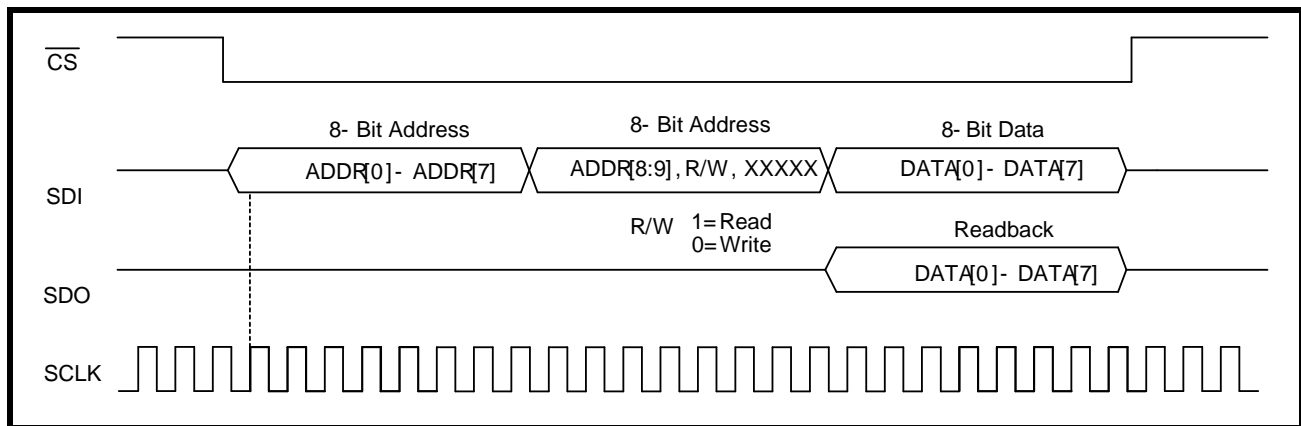 CS
8- Bit Address
8- Bit Address
8- Bit Data
ADDR[0]- ADDR[7]
ADDR[8:9], R/W, XXXXX
DATA[0]- DATA[7]
SDI
R/W 1=Read
0=Write
Readback
DATA[0]- DATA[7]
SDO
SCLK